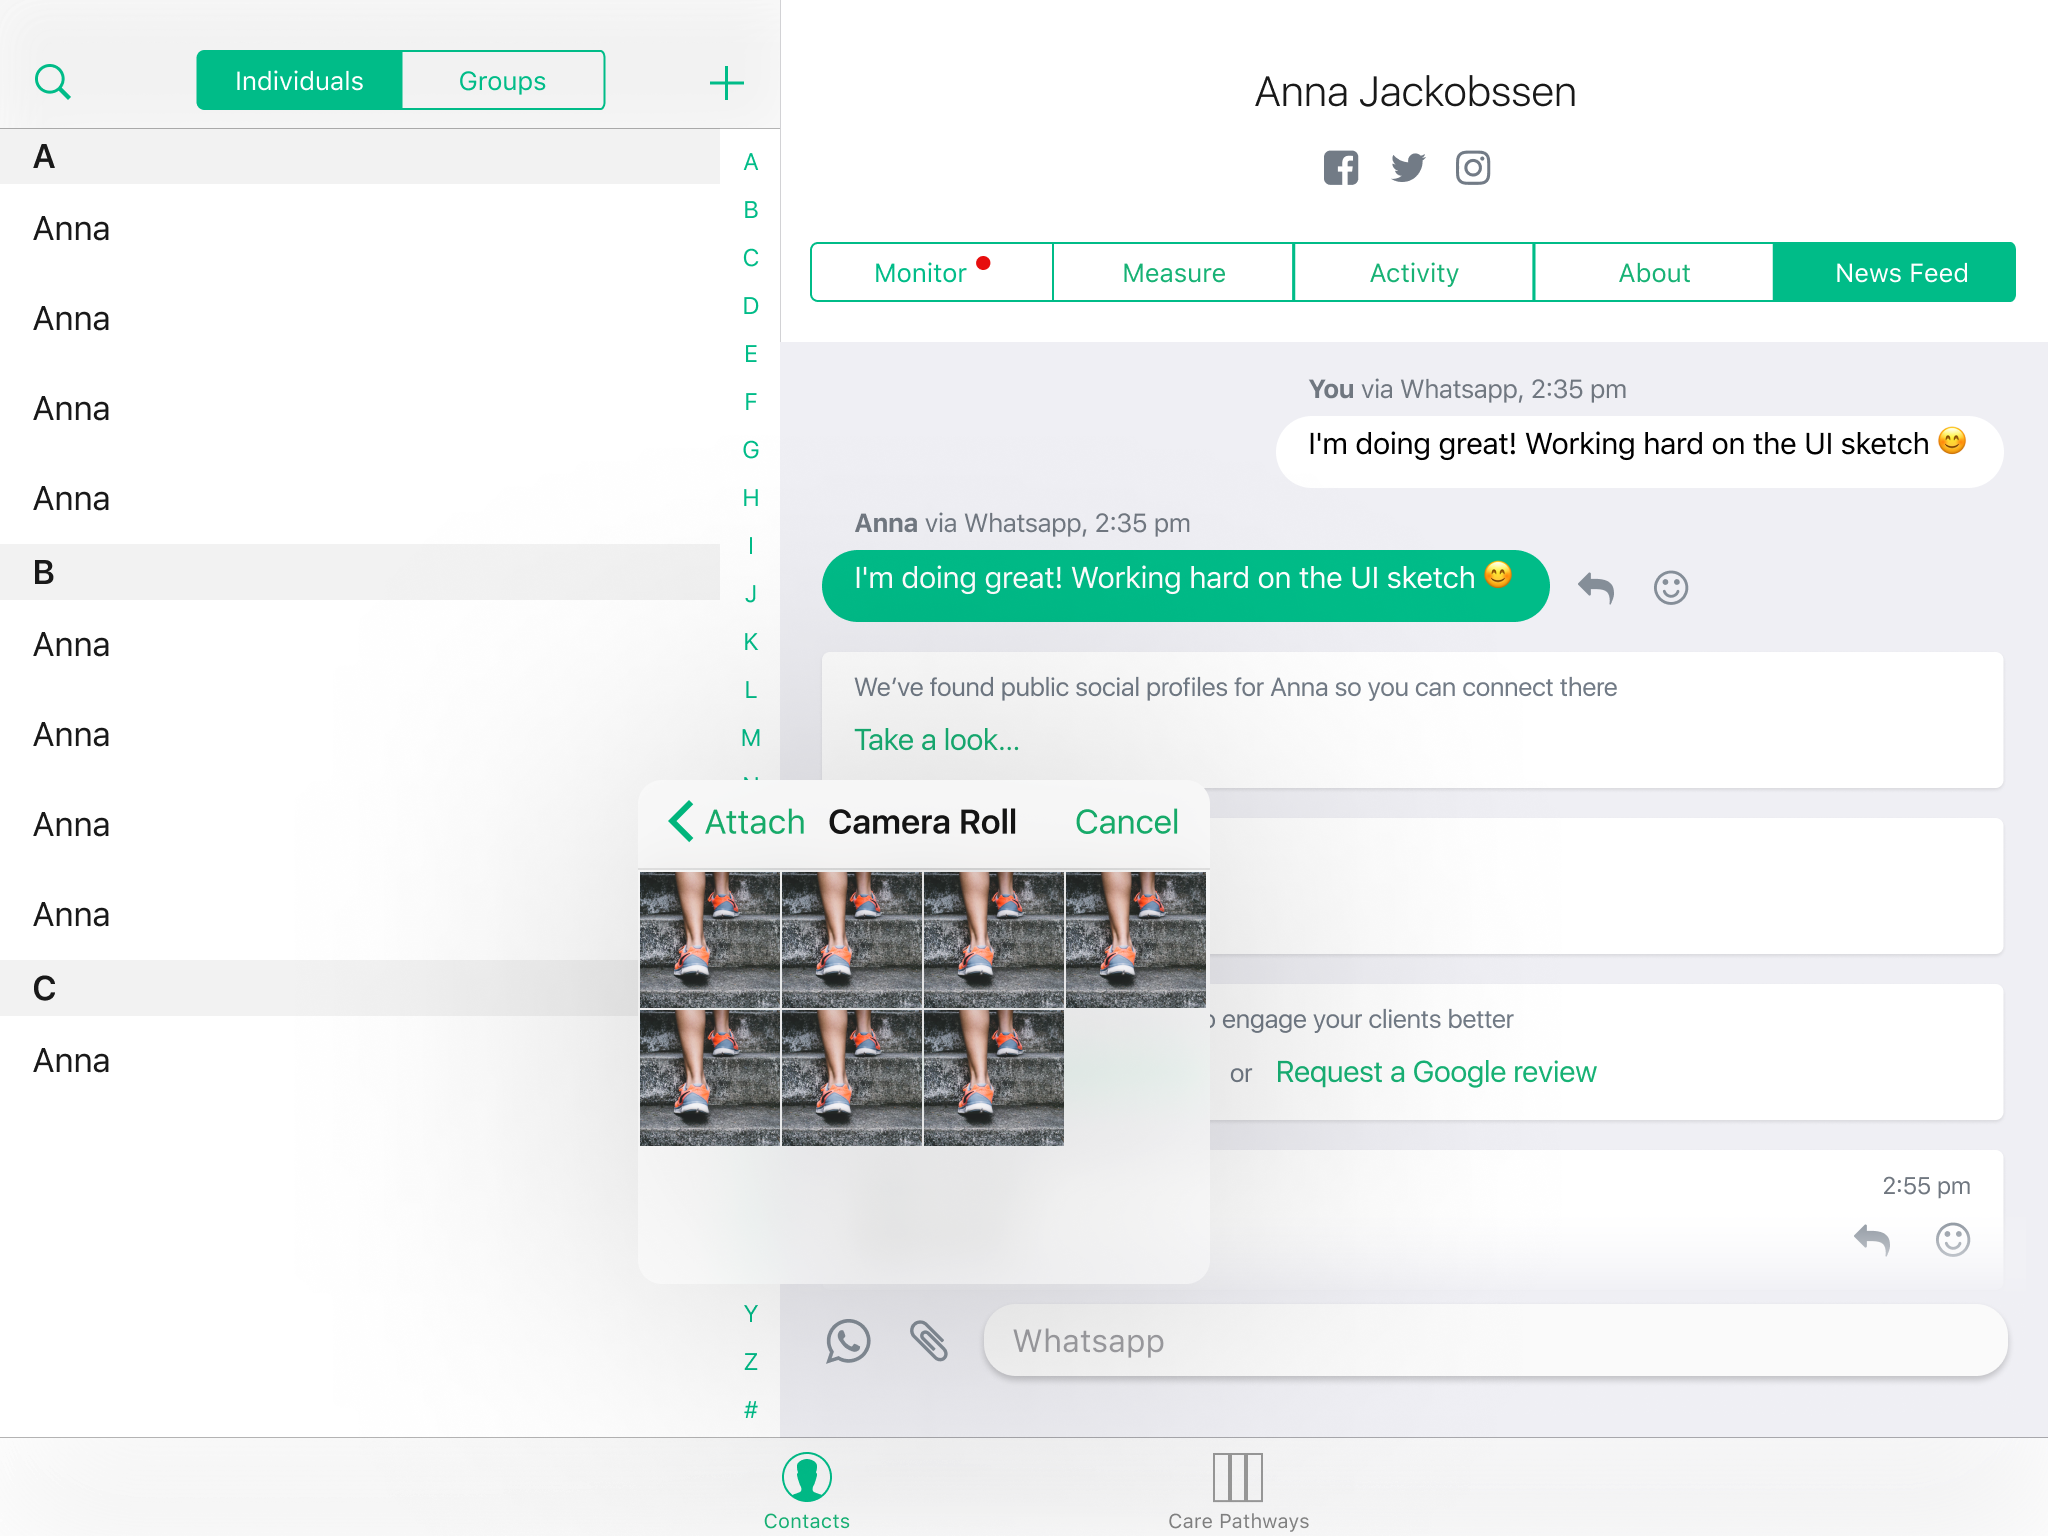 Individuals
Groups
A
Anna
Anna
Anna
Anna
B
Anna
Anna
Anna
Anna
C
Anna
A
B
C
D
E
F
G
H
I
J
K
L
M
Y
Z
#
Anna Jackobssen
Monitor
Measure
Activity
About
News Feed
You via Whatsapp, 2:35 pm
I'm doing great! Working hard on the UI sketch 😊
Anna via Whatsapp, 2:35 pm
I'm doing great! Working hard on the UI sketch 😊
We’ve found public social profiles for Anna so you can connect there
Take a look...
Attach
Camera Roll
Cancel
engage your clients better
or Request a Google review
2:55 pm
Whatsapp
Contacts
Care Pathways